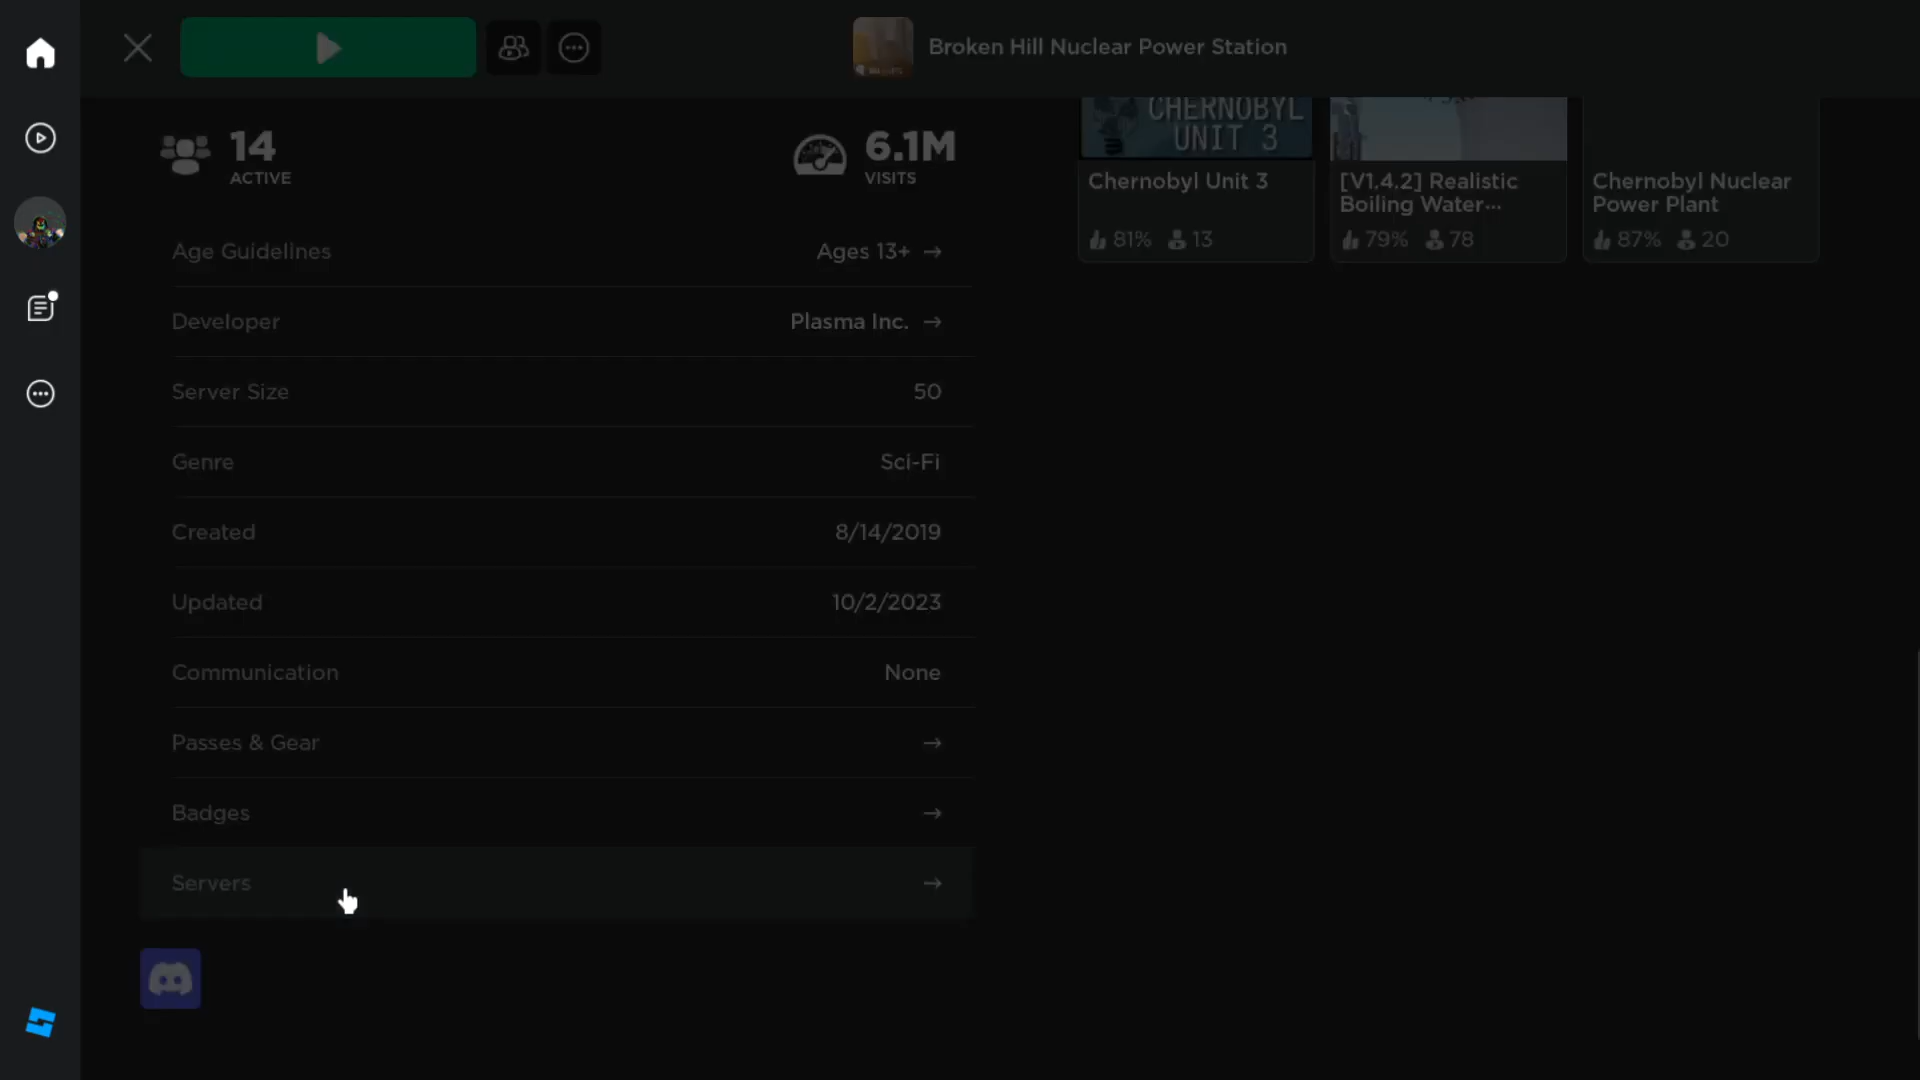 Broken Hill Nuclear Power Station
14
ACTIVE
6.1M
VISITS
Age Guidelines
Ages 13+ →
Developer
Plasma Inc. →
Server Size
50
Genre
Sci-Fi
Created
8/14/2019
Updated
10/2/2023
Communication
None
Passes & Gear
→
Badges
→
Servers
→
CHERNOBYL
UNIT 3
Chernobyl Unit 3
81% 13
[V1.4.2] Realistic
Boiling Water...
79% 78
Chernobyl Nuclear
Power Plant
87% 20